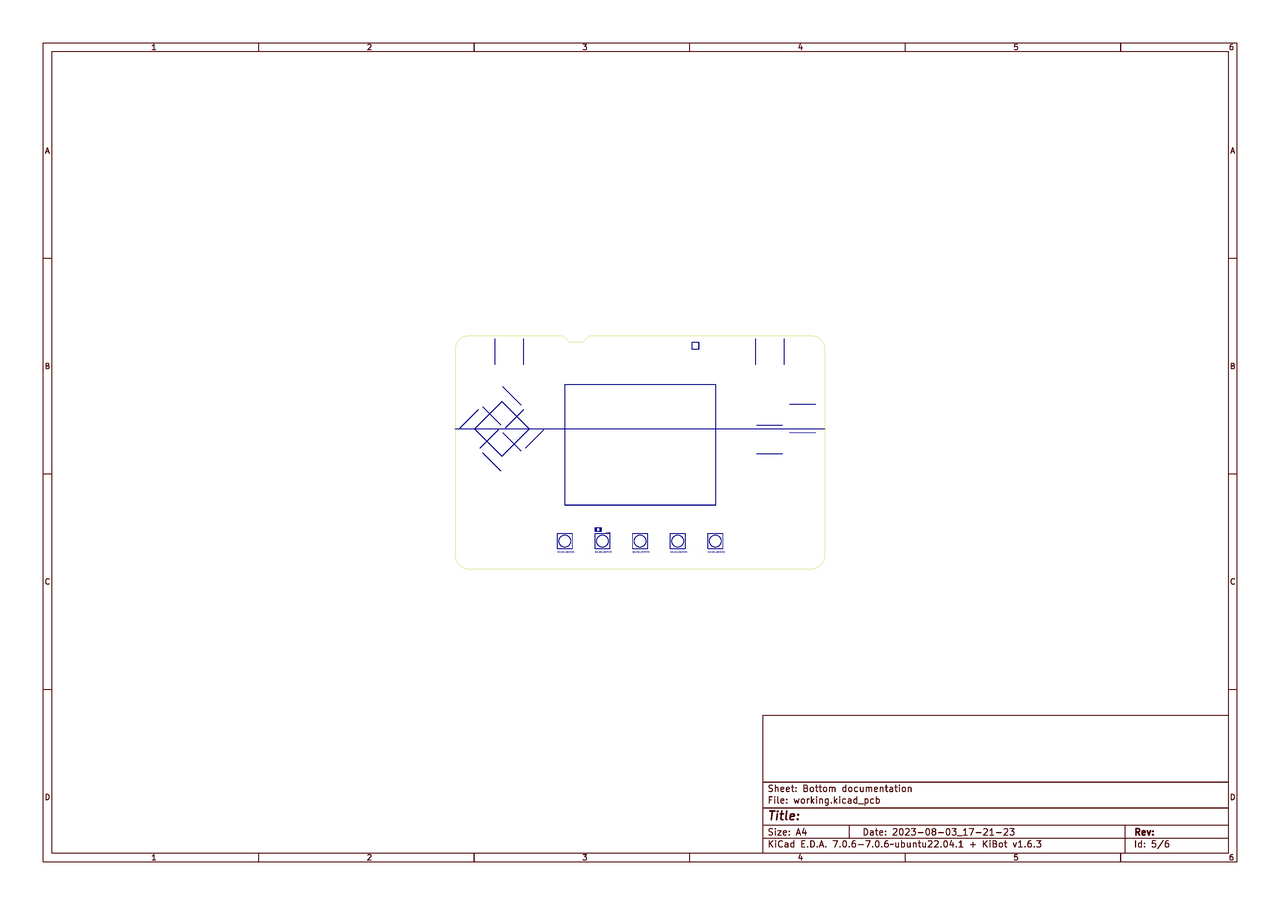 1 2 3 4 5 6
A A
B B
C C
D D
Sheet: Bottom documentation
File: working.kicad_pcb
Title:
Size: A4 Date: 2023-08-03_17-21-23 Rev:
KiCad E.D.A. 7.0.6-7.0.6~ubuntu22.04.1 + KiBot v1.6.3 Id: 5/6
1 2 3 4 5 6